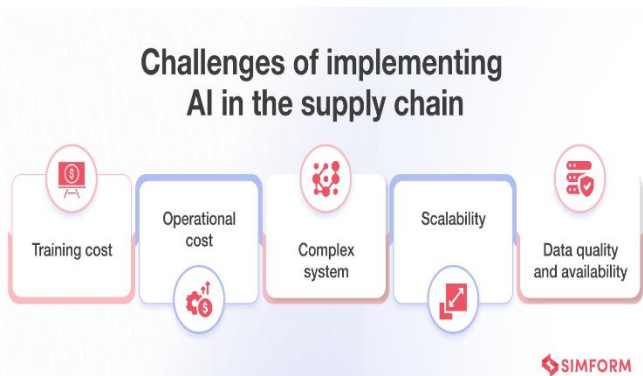 Challenges of implementing
AI in the supply chain
Training cost
Operational
cost
Complex
system
Scalability
Data quality
and availability
SIMFORM